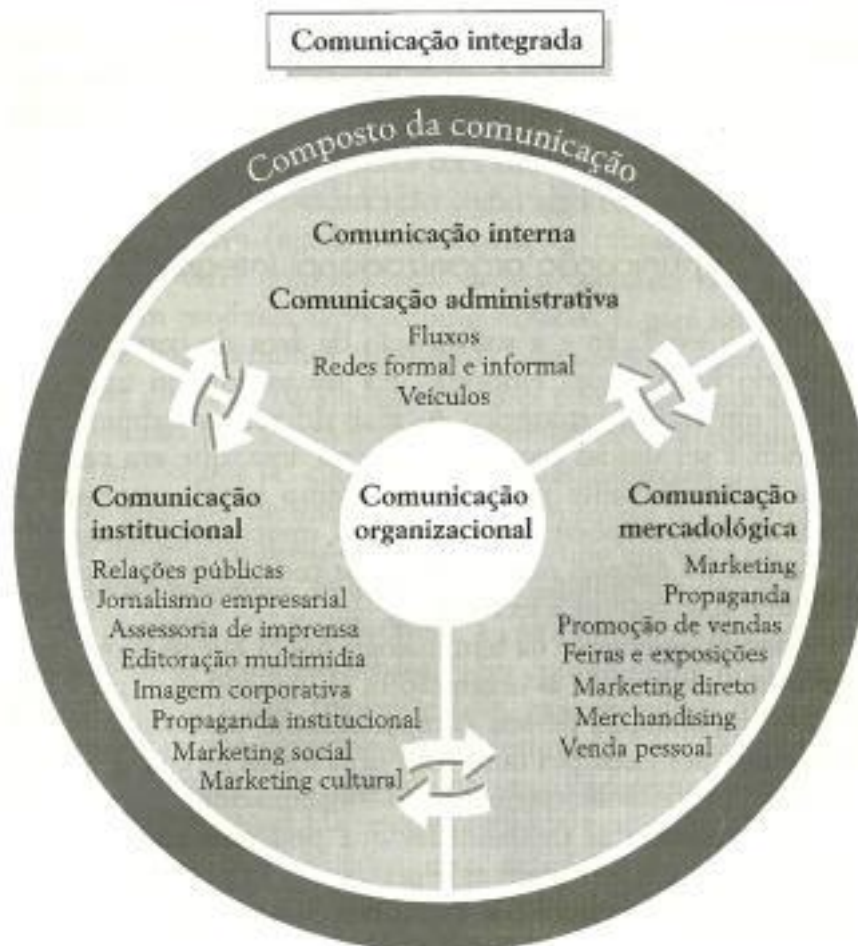 Comunicação integrada
Composto da comunicação
Comunicação interna
Comunicação administrativa
Fluxos
Redes formal e informal
Veículos
Comunicação
institucional
Relações públicas
Jornalismo empresarial
Assessoria de imprensa
Editoração multimidia
Imagem corporativa
Propaganda institucional
Marketing social
Marketing cultural
Comunicação
organizacional
Comunicação
mercadológica
Marketing
Propaganda
Promoção de vendas
Feiras e exposições
Marketing direto
Merchandising
Venda pessoal